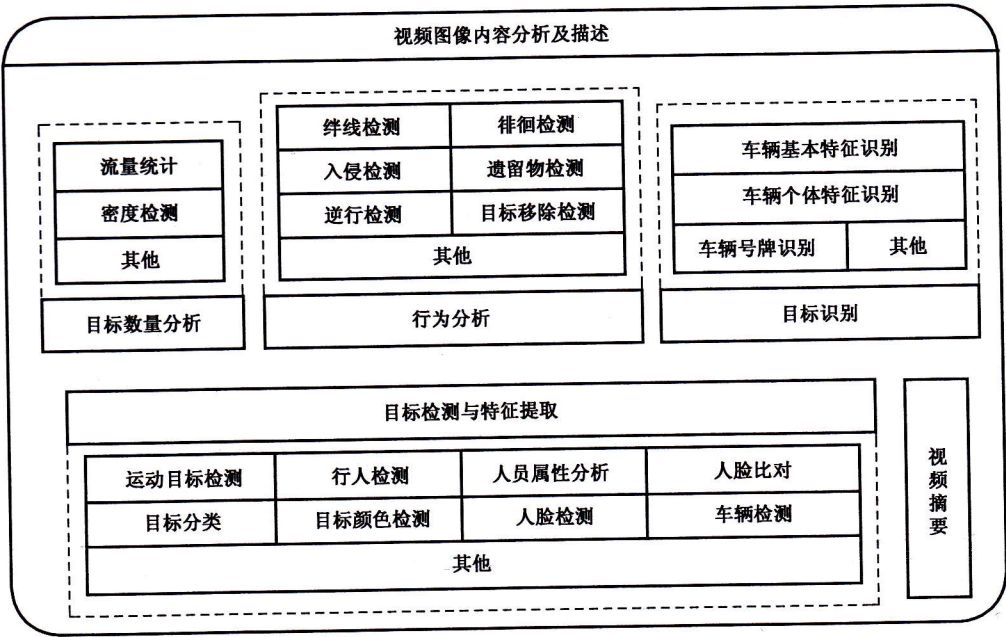 视频图像内容分析及描述
流量统计
密度检测
其他
目标数量分析
绊线检测 徘徊检测
入侵检测 遗留物检测
逆行检测 目标移除检测
其他
行为分析
车辆基本特征识别
车辆个体特征识别
车辆号牌识别 其他
目标识别
目标检测与特征提取
运动目标检测 行人检测 人员属性分析 人脸比对
目标分类 目标颜色检测 人脸检测 车辆检测
其他
视频摘要